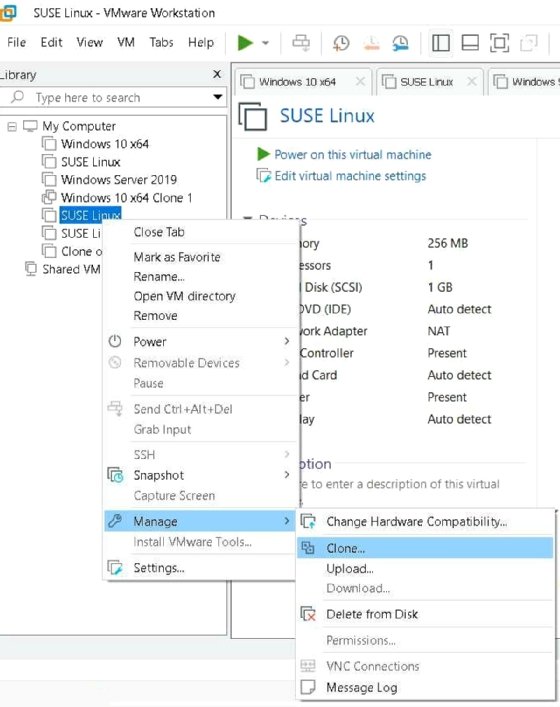 SUSE Linux - VMware Workstation
File Edit View VM Tabs Help
Library X
Type here to search
My Computer
Windows 10 x64
SUSE Linux
Windows Server 2019
Windows 10 x64 Clone 1
SUSE Linux
SUSE Li
Clone o
Shared VM
Windows 10 x64 SUSE Linux Windows
SUSE Linux
Power on this virtual machine
Edit virtual machine settings
Devices
ory 256 MB
essors 1
Disk (SCSI) 1 GB
DVD (IDE) Auto detect
ork Adapter NAT
Controller Present
nd Card Auto detect
er Present
lay Auto detect
iption
re to enter a description of this virtual
Close Tab
Mark as Favorite
Rename...
Open VM directory
Remove
Power
Removable Devices
Pause
Send Ctrl+Alt+Del
Grab Input
SSH
Snapshot
Capture Screen
Manage
Install VMware Tools...
Settings...
Change Hardware Compatibility...
Clone...
Upload...
Download...
Delete from Disk
Permissions...
VNC Connections
Message Log